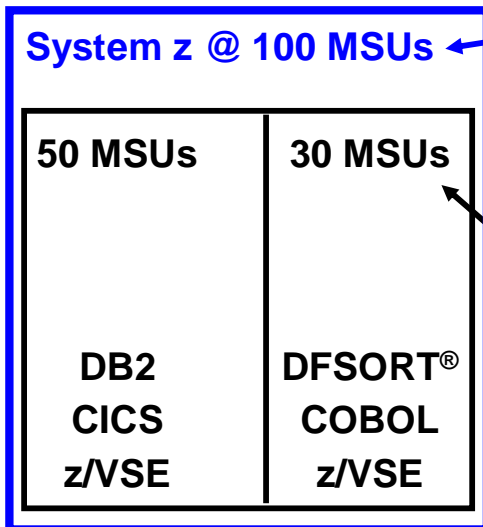 System z @ 100 MSUs
50 MSUs
30 MSUs
DB2
DFSORT®
CICS
COBOL
z/VSE
z/VSE